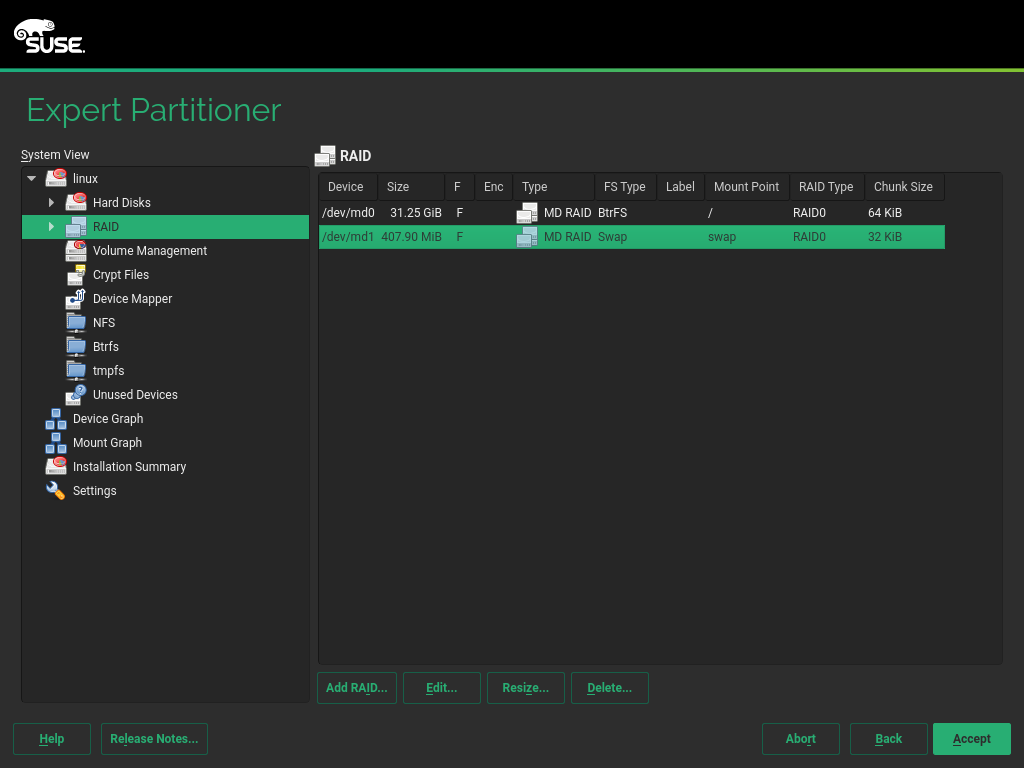 SUSE
Expert Partitioner
System View
linux
Hard Disks
RAID
Volume Management
Crypt Files
Device Mapper
NFS
Btrfs
tmpfs
Unused Devices
Device Graph
Mount Graph
Installation Summary
Settings
RAID
Device Size F Enc Type FS Type Label Mount Point RAID Type Chunk Size
/dev/md0 31.25 GiB F MD RAID BtrFS / RAID0 64 KiB
/dev/md1 407.90 MiB F MD RAID Swap swap RAID0 32 KiB
Add RAID... Edit... Resize... Delete...
Help Release Notes... Abort Back Accept